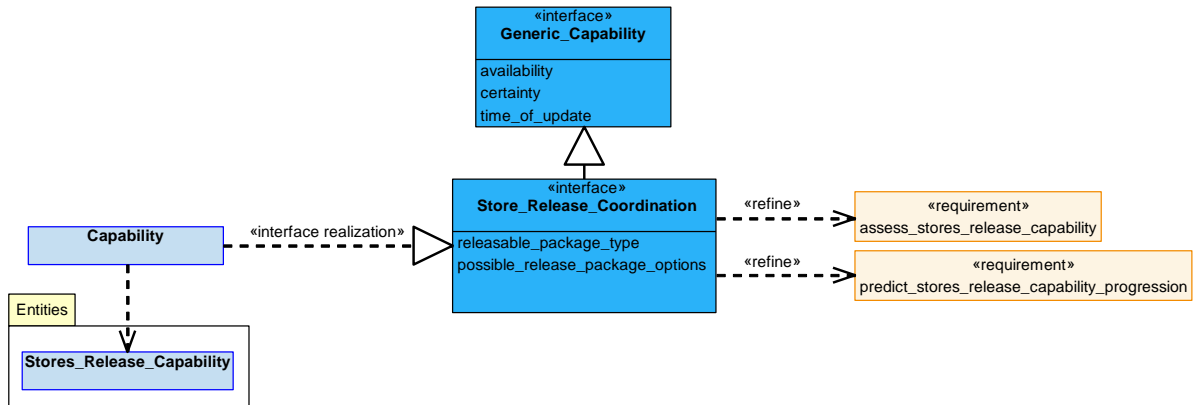 «interface»
Generic_Capability
availability
certainty
time_of_update
«interface»
Store_Release_Coordination
releasable_package_type
possible_release_package_options
«refine»
«requirement»
assess_stores_release_capability
«refine»
«requirement»
predict_stores_release_capability_progression
Capability
«interface realization»
Entities
Stores_Release_Capability